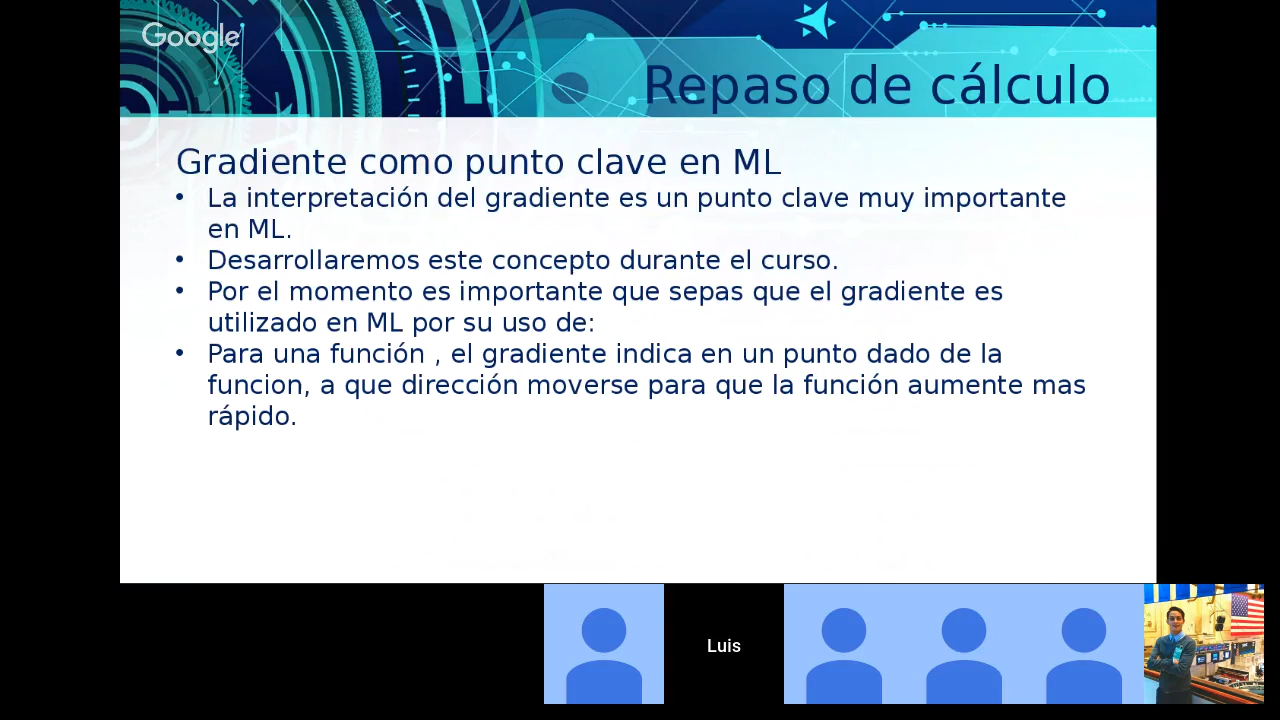 Google
Repaso de cálculo
Gradiente como punto clave en ML
• La interpretación del gradiente es un punto clave muy importante
en ML.
• Desarrollaremos este concepto durante el curso.
• Por el momento es importante que sepas que el gradiente es
utilizado en ML por su uso de:
• Para una función , el gradiente indica en un punto dado de la
funcion, a que dirección moverse para que la función aumente mas
rápido.
Luis